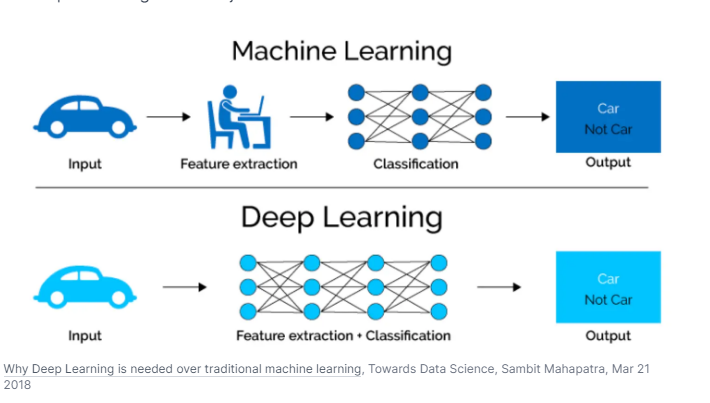 Machine Learning
Car
Not Car
Input
Feature extraction
Classification
Output
Deep Learning
Car
Not Car
Input
Feature extraction + Classification
Output
Why Deep Learning is needed over traditional machine learning, Towards Data Science, Sambit Mahapatra, Mar 21
2018